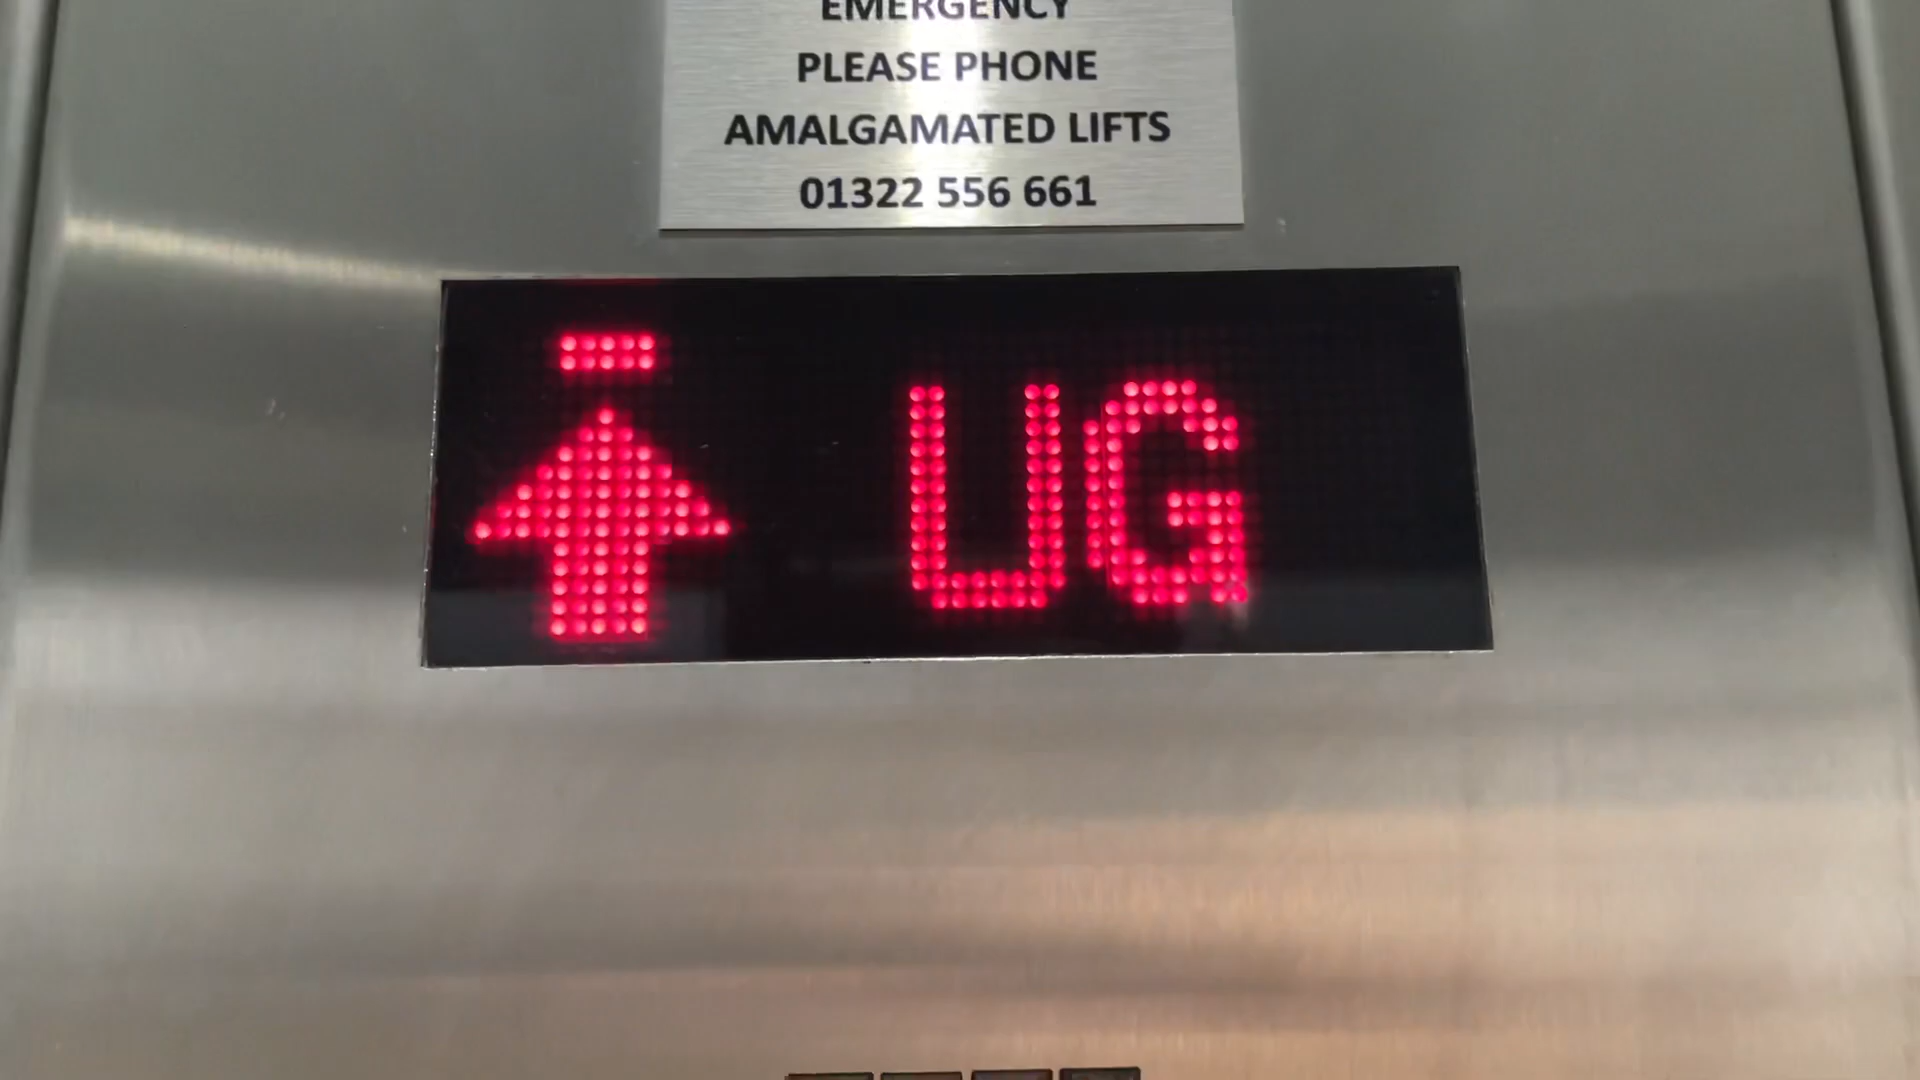 EMERGENCY
PLEASE PHONE
AMALGAMATED LIFTS
01322 556 661
UG